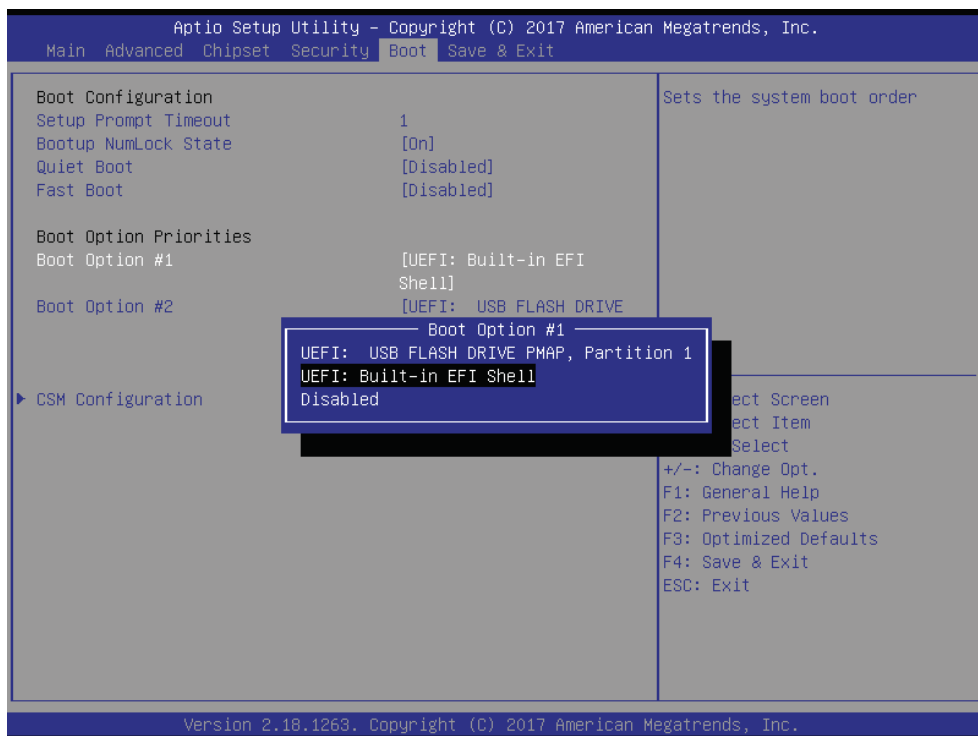 Aptio Setup Utility – Copyright (C) 2017 American Megatrends, Inc.
Main Advanced Chipset Security Boot Save & Exit
Boot Configuration
Setup Prompt Timeout 1
Bootup NumLock State [On]
Quiet Boot [Disabled]
Fast Boot [Disabled]
Boot Option Priorities
Boot Option #1 [UEFI: Built-in EFI
Shell]
Boot Option #2 [UEFI: USB FLASH DRIVE
Boot Option #1
UEFI: USB FLASH DRIVE PMAP, Partition 1
UEFI: Built-in EFI Shell
Disabled
CSM Configuration
Sets the system boot order
ect Screen
ect Item
Select
+/-: Change Opt.
F1: General Help
F2: Previous Values
F3: Optimized Defaults
F4: Save & Exit
ESC: Exit
Version 2.18.1263. Copyright (C) 2017 American Megatrends, Inc.